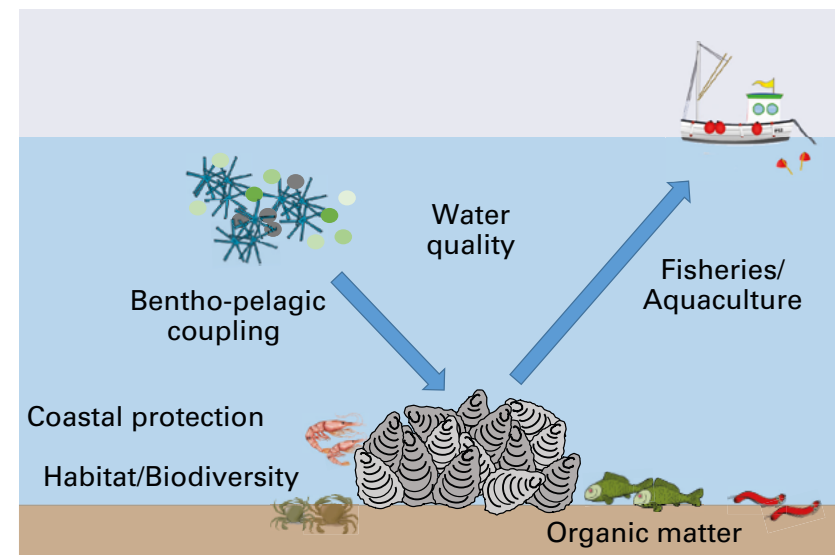 Water
quality
Fisheries/
Aquaculture
Bentho-pelagic
coupling
Coastal protection
Habitat/Biodiversity
Organic matter